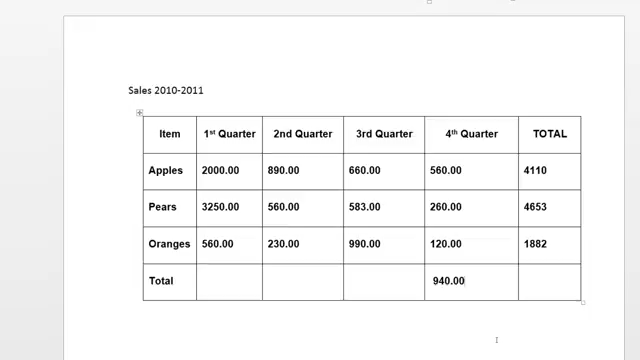 Sales 2010-2011
Item 1st Quarter 2nd Quarter 3rd Quarter 4th Quarter TOTAL
Apples 2000.00 890.00 660.00 560.00 4110
Pears 3250.00 560.00 583.00 260.00 4653
Oranges 560.00 230.00 990.00 120.00 1882
Total 940.00